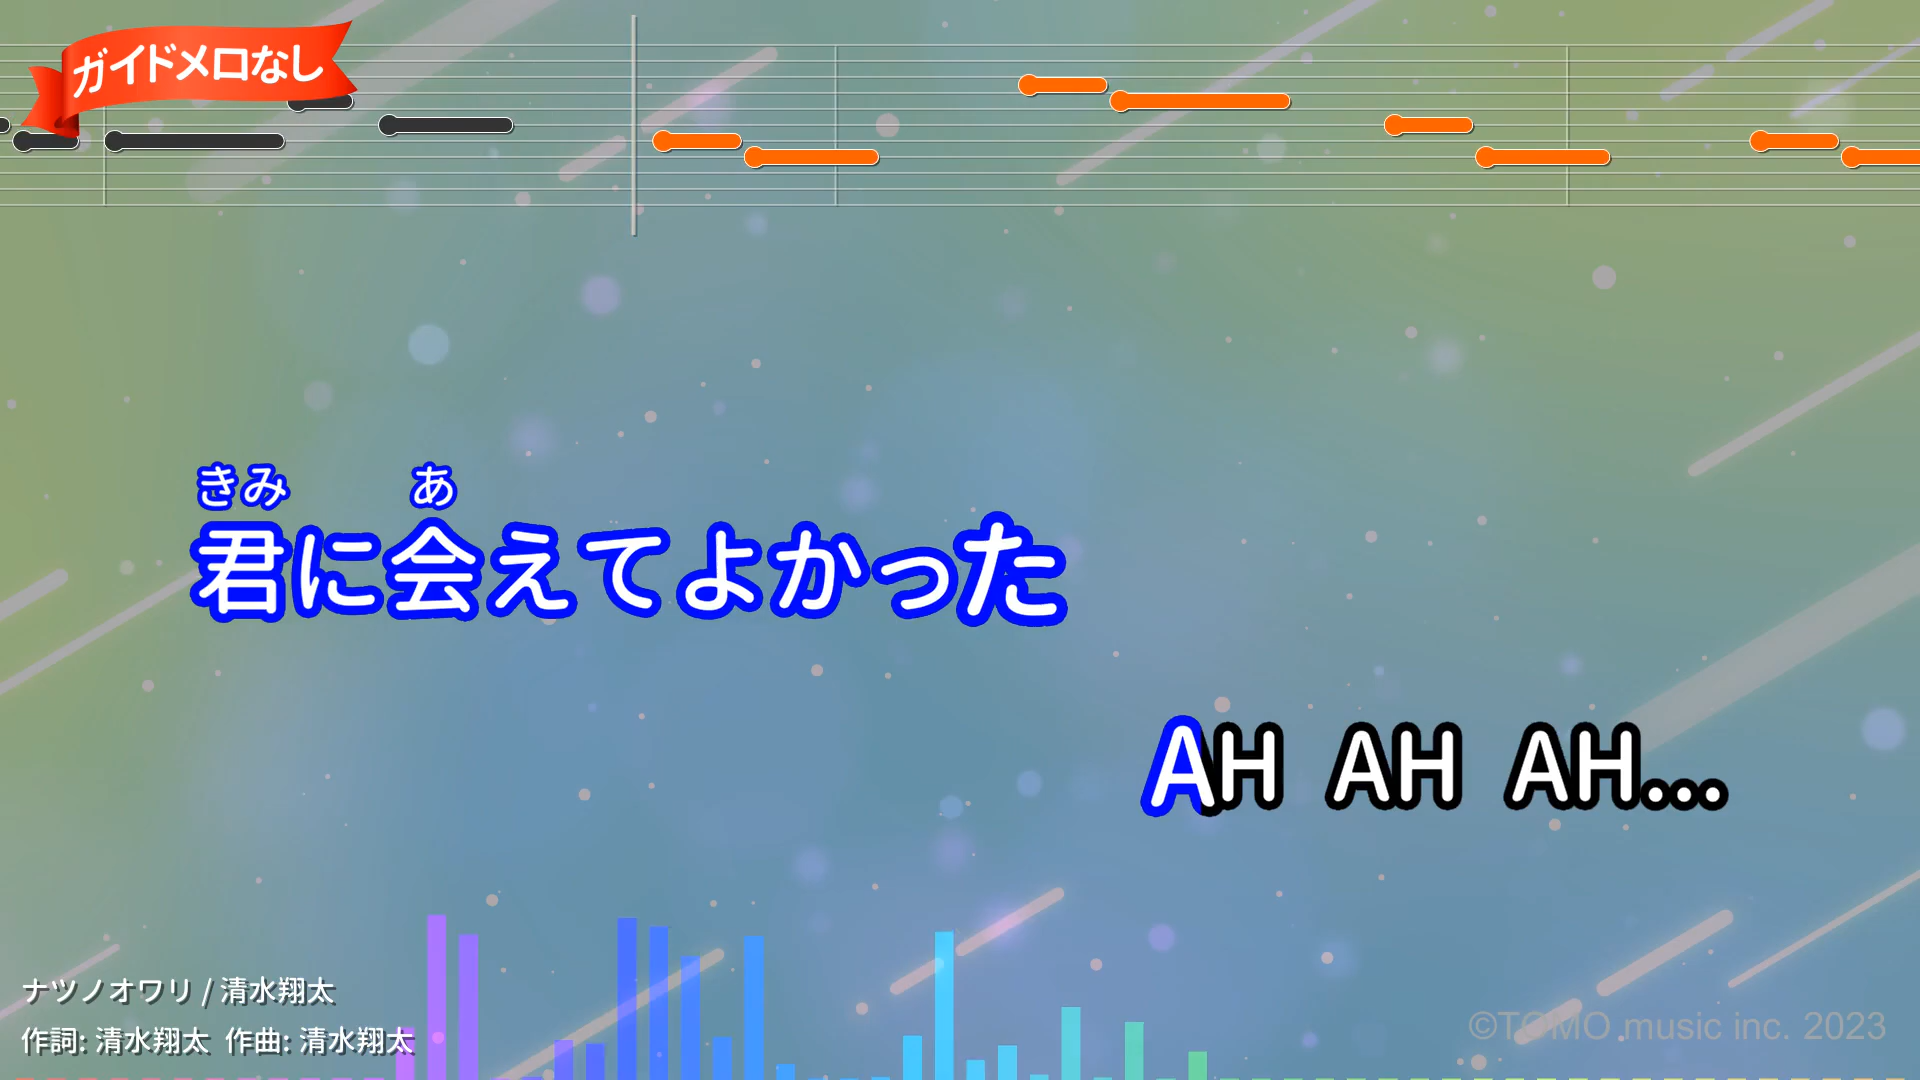 ガイドメロなし
きみ あ
君に会えてよかった
AH AH AH...
ナツノオワリ / 清水翔太
作詞: 清水翔太 作曲: 清水翔太
©TOMO music inc. 2023